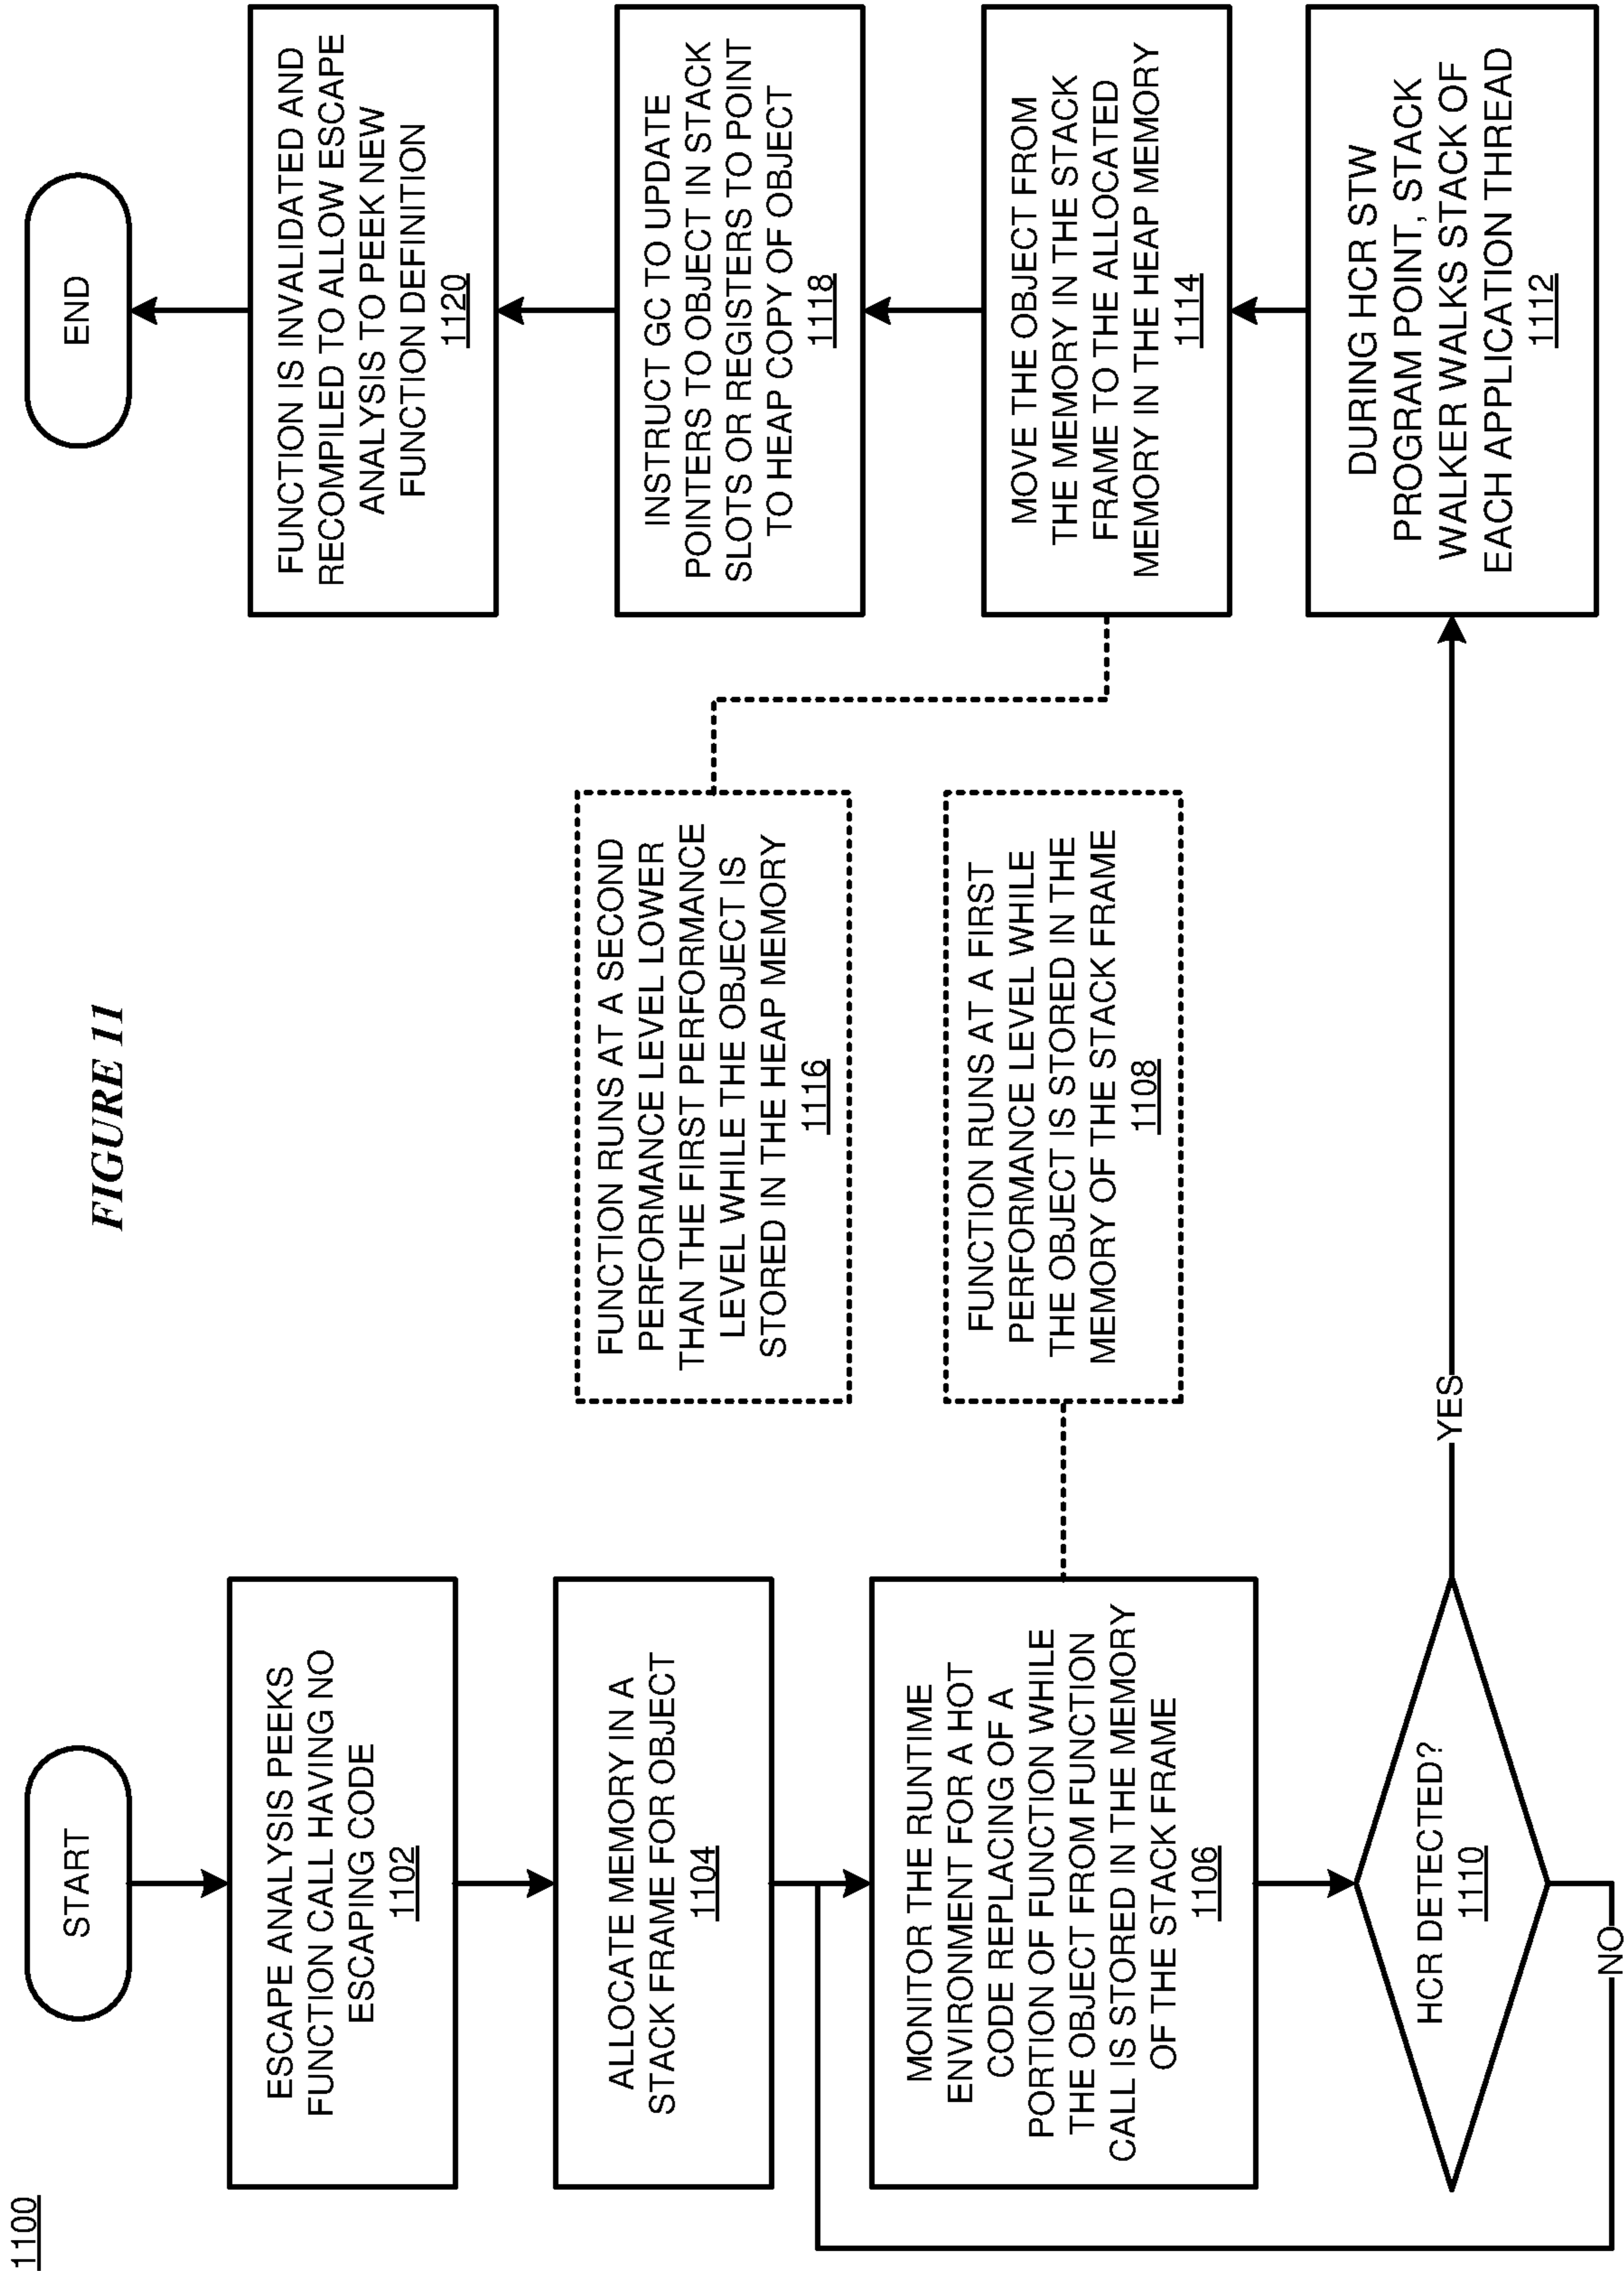 1100
FIGURE 11
START
ESCAPE ANALYSIS PEEKS
FUNCTION CALL HAVING NO
ESCAPING CODE
1102
ALLOCATE MEMORY IN A
STACK FRAME FOR OBJECT
1104
MONITOR THE RUNTIME
ENVIRONMENT FOR A HOT
CODE REPLACING OF A
PORTION OF FUNCTION WHILE
THE OBJECT FROM FUNCTION
CALL IS STORED IN THE MEMORY
OF THE STACK FRAME
1106
FUNCTION RUNS AT A FIRST
PERFORMANCE LEVEL WHILE
THE OBJECT IS STORED IN THE
MEMORY OF THE STACK FRAME
1108
HCR DETECTED?
1110
NO
YES
DURING HCR STW
PROGRAM POINT, STACK
WALKER WALKS STACK OF
EACH APPLICATION THREAD
1112
MOVE THE OBJECT FROM
THE MEMORY IN THE STACK
FRAME TO THE ALLOCATED
MEMORY IN THE HEAP MEMORY
1114
FUNCTION RUNS AT A SECOND
PERFORMANCE LEVEL LOWER
THAN THE FIRST PERFORMANCE
LEVEL WHILE THE OBJECT IS
STORED IN THE HEAP MEMORY
1116
INSTRUCT GC TO UPDATE
POINTERS TO OBJECT IN STACK
SLOTS OR REGISTERS TO POINT
TO HEAP COPY OF OBJECT
1118
FUNCTION IS INVALIDATED AND
RECOMPILED TO ALLOW ESCAPE
ANALYSIS TO PEEK NEW
FUNCTION DEFINITION
1120
END